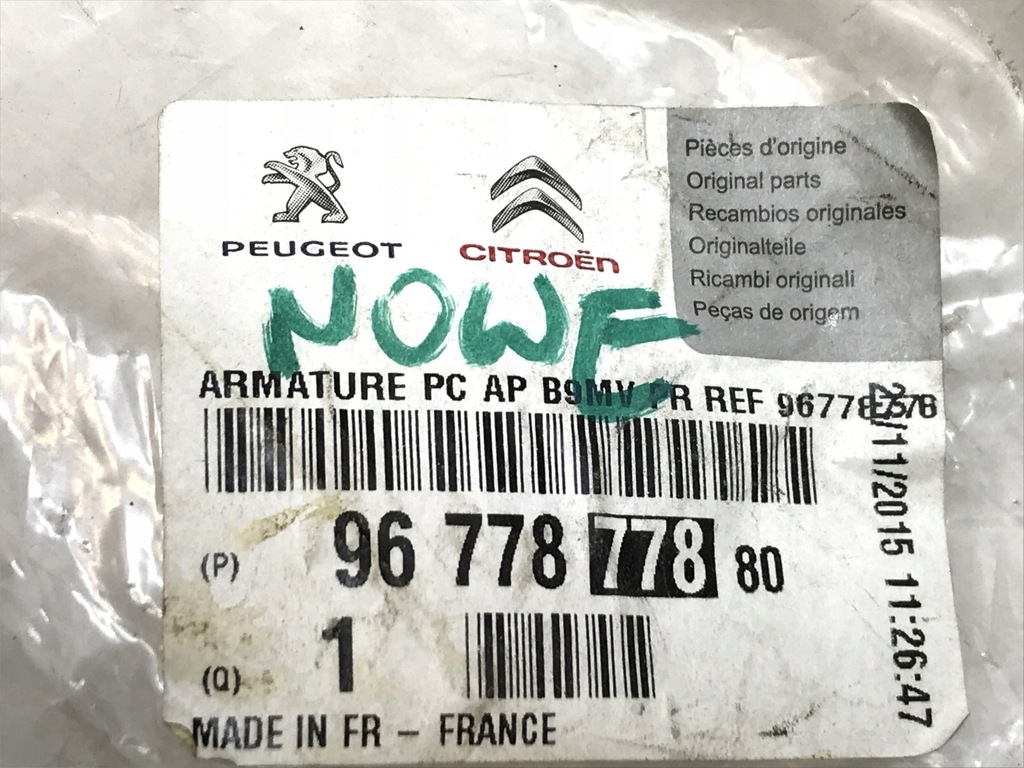 PEUGEOT
CITROËN
Pièces d'origine
Original parts
Recambios originales
Originalteile
Ricambi originali
Peças de origem
NOWE
ARMATURE PC AP B9MV PR REF
(P) 96 778 778 80
(Q) 1
MADE IN FR – FRANCE
/11/2015 11:26:47